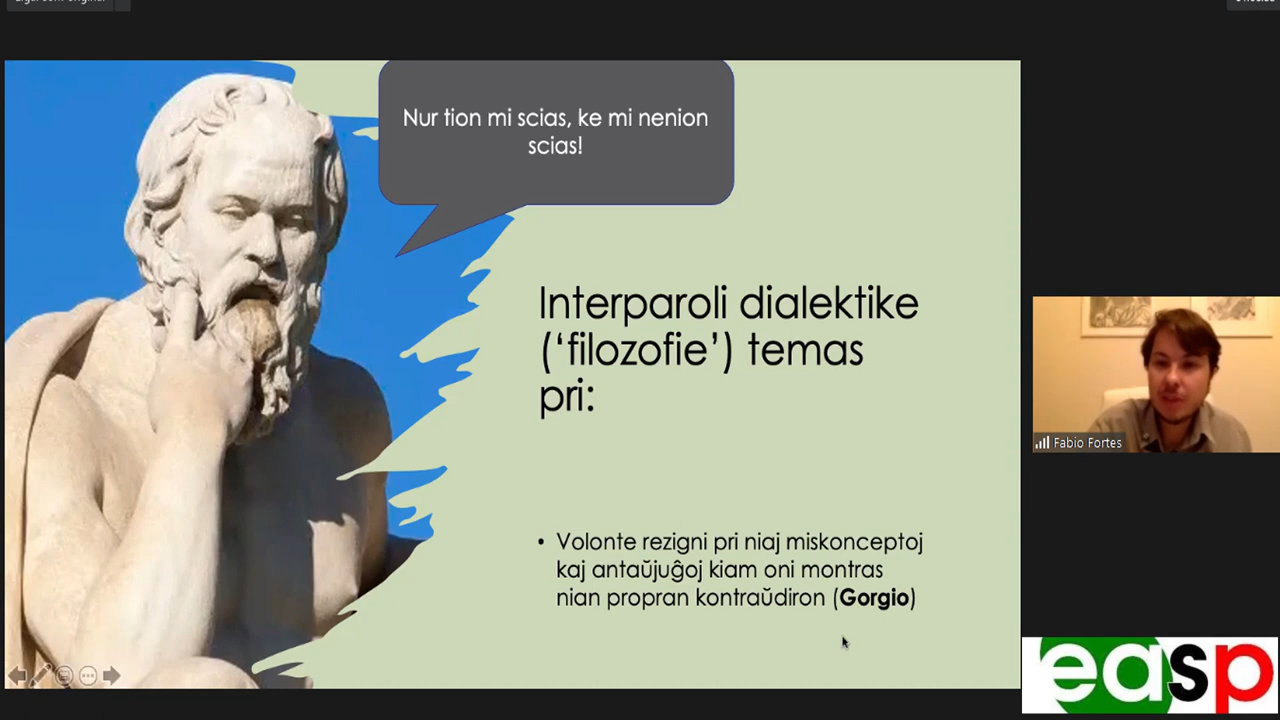 Nur tion mi scias, ke mi nenion
scias!
Interparoli dialektike
(‘filozofie’) temas
pri:
• Volonte rezigni pri niaj miskonceptoj
kaj antaŭjuĝoj kiam oni montras
nian propran kontraŭdiron (Gorgio)
Fabio Fortes
easp